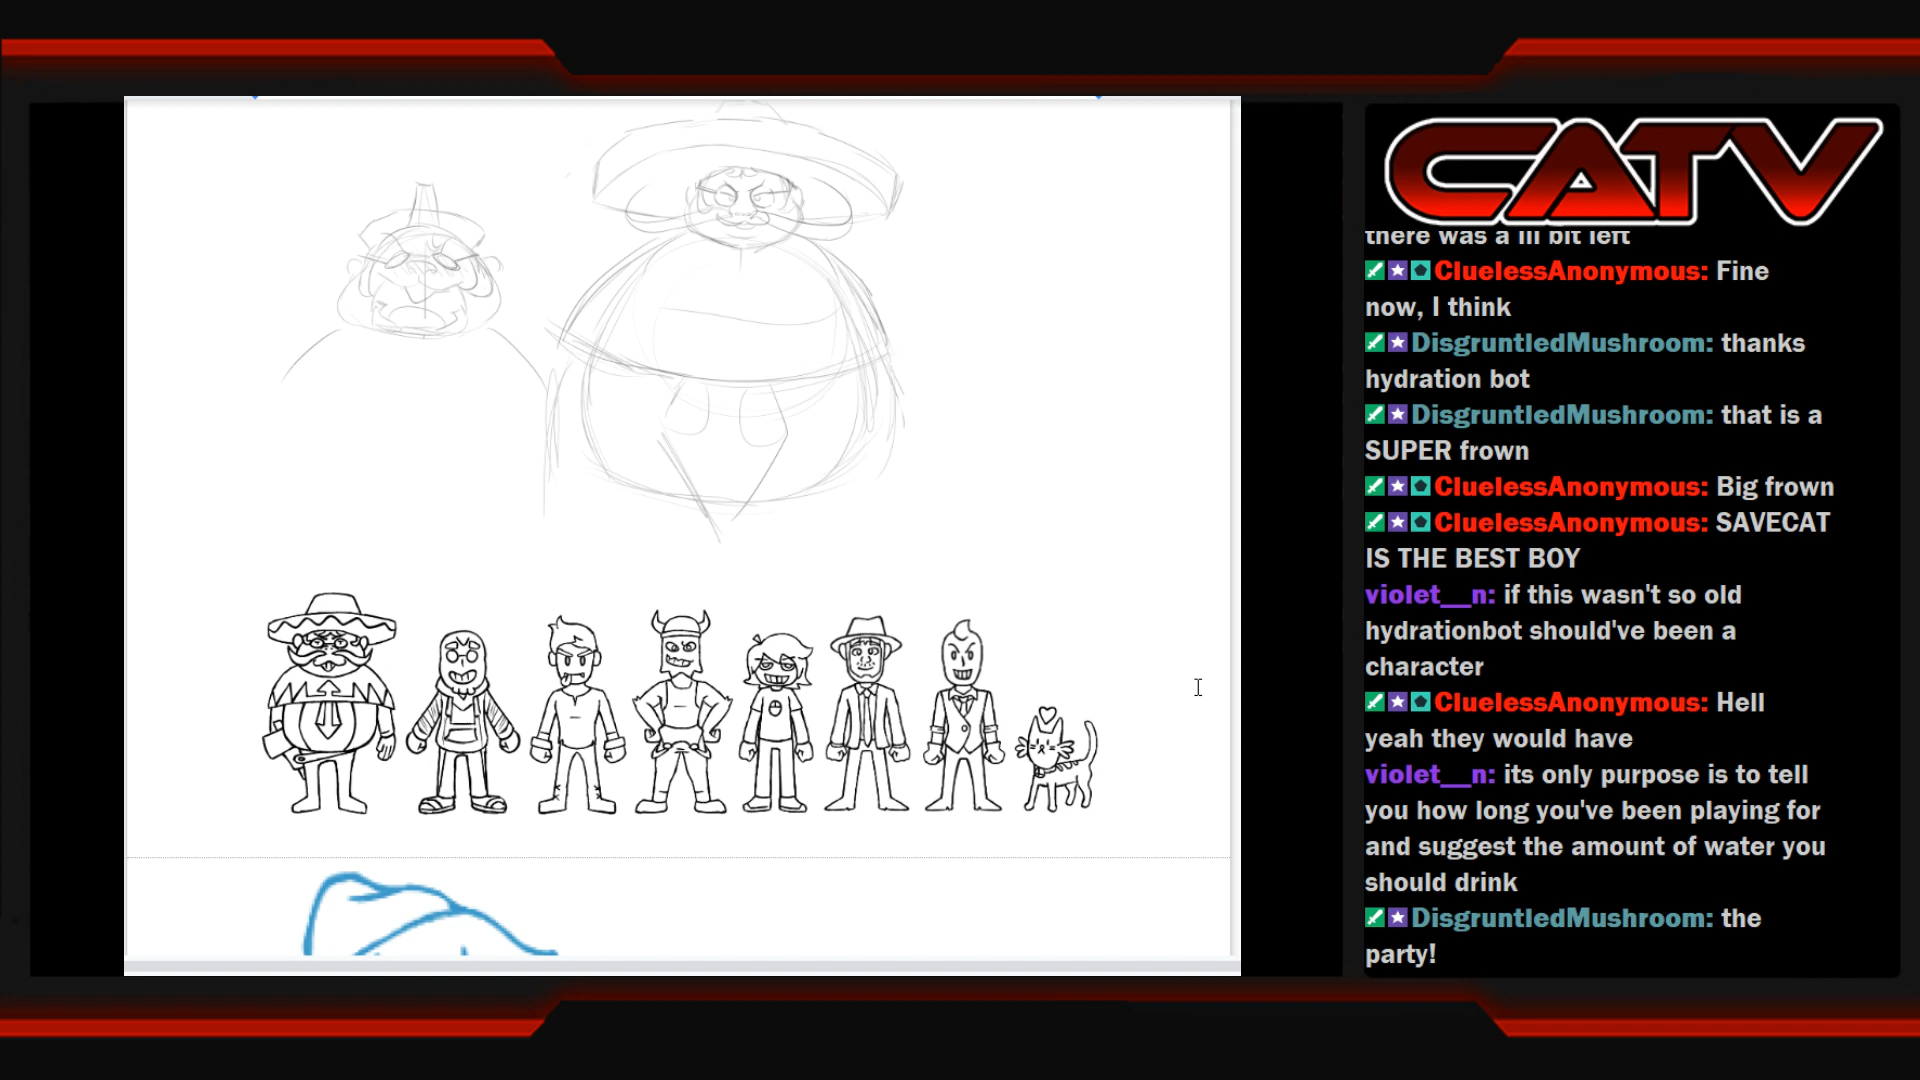 CATV
there was a lil bit left
CluelessAnonymous: Fine
now, I think
DisgruntledMushroom: thanks
hydration bot
DisgruntledMushroom: that is a
SUPER frown
CluelessAnonymous: Big frown
CluelessAnonymous: SAVECAT
IS THE BEST BOY
violet__n: if this wasn't so old
hydrationbot should've been a
character
CluelessAnonymous: Hell
yeah they would have
violet__n: its only purpose is to tell
you how long you've been playing for
and suggest the amount of water you
should drink
DisgruntledMushroom: the
party!